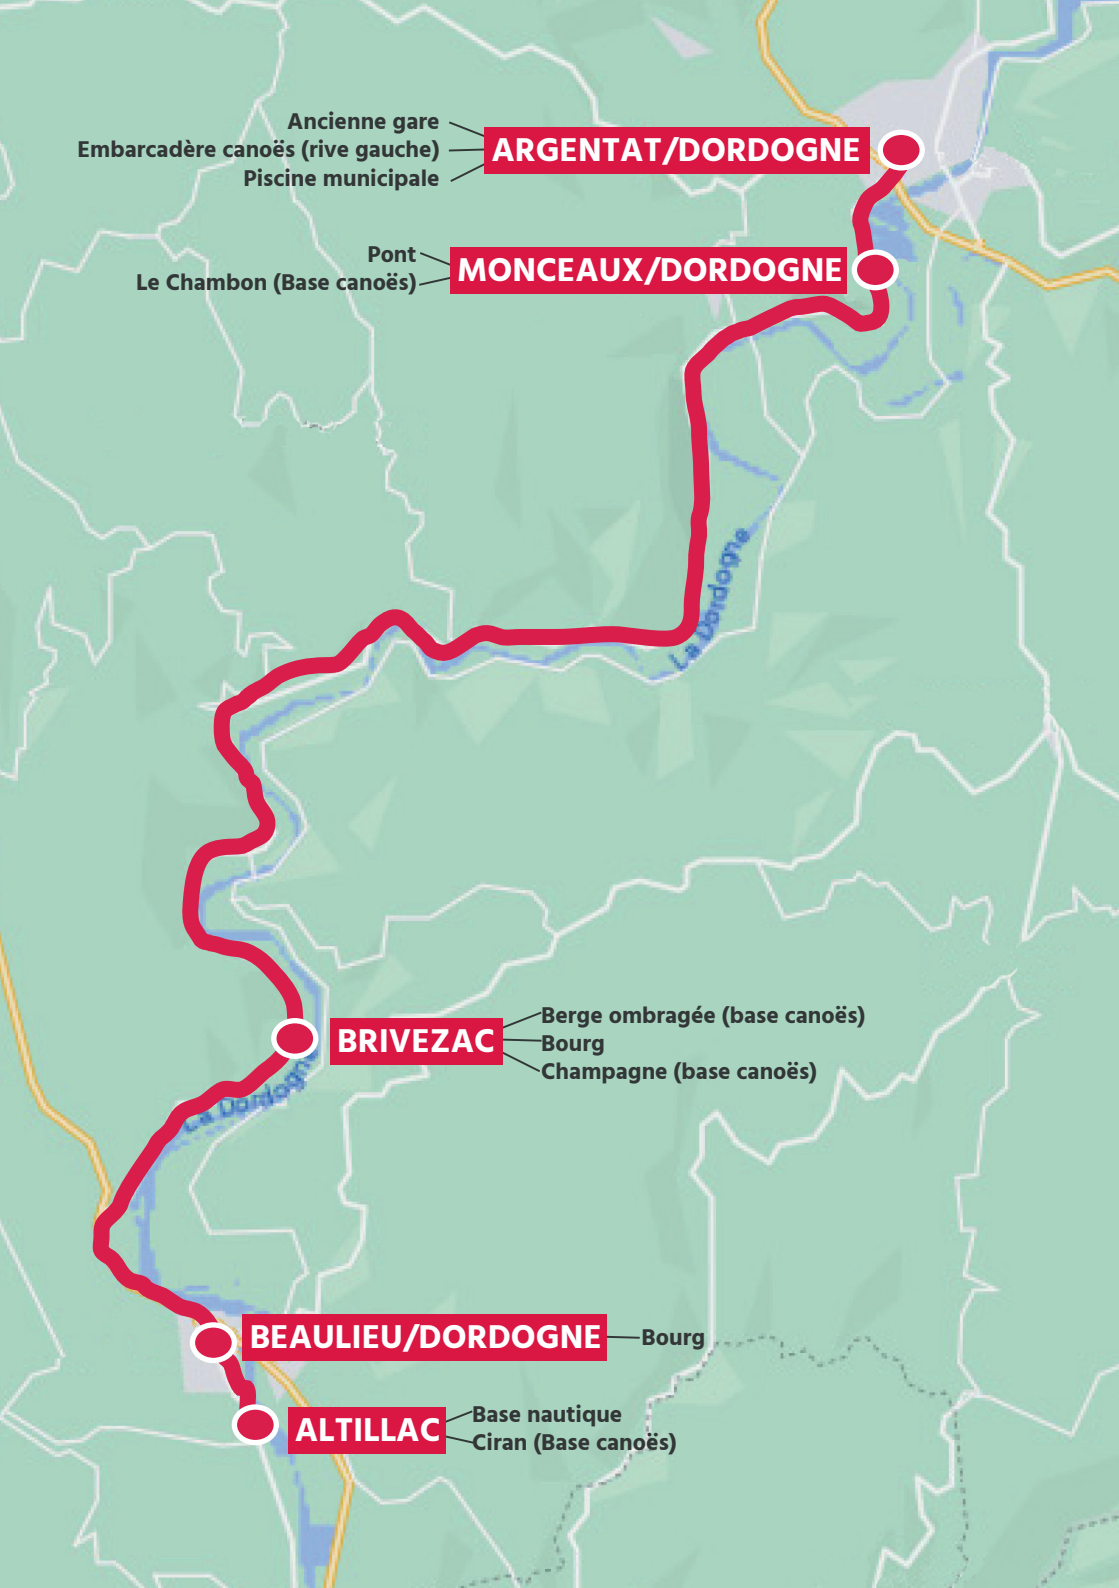 Ancienne gare
Embarcadère canoës (rive gauche)
Piscine municipale
ARGENTAT/DORDOGNE
Pont
Le Chambon (Base canoës)
MONCEAUX/DORDOGNE
La Dordogne
BRIVEZAC
Berge ombragée (base canoës)
Bourg
Champagne (base canoës)
La Dordogne
BEAULIEU/DORDOGNE
Bourg
ALTILLAC
Base nautique
Ciran (Base canoës)